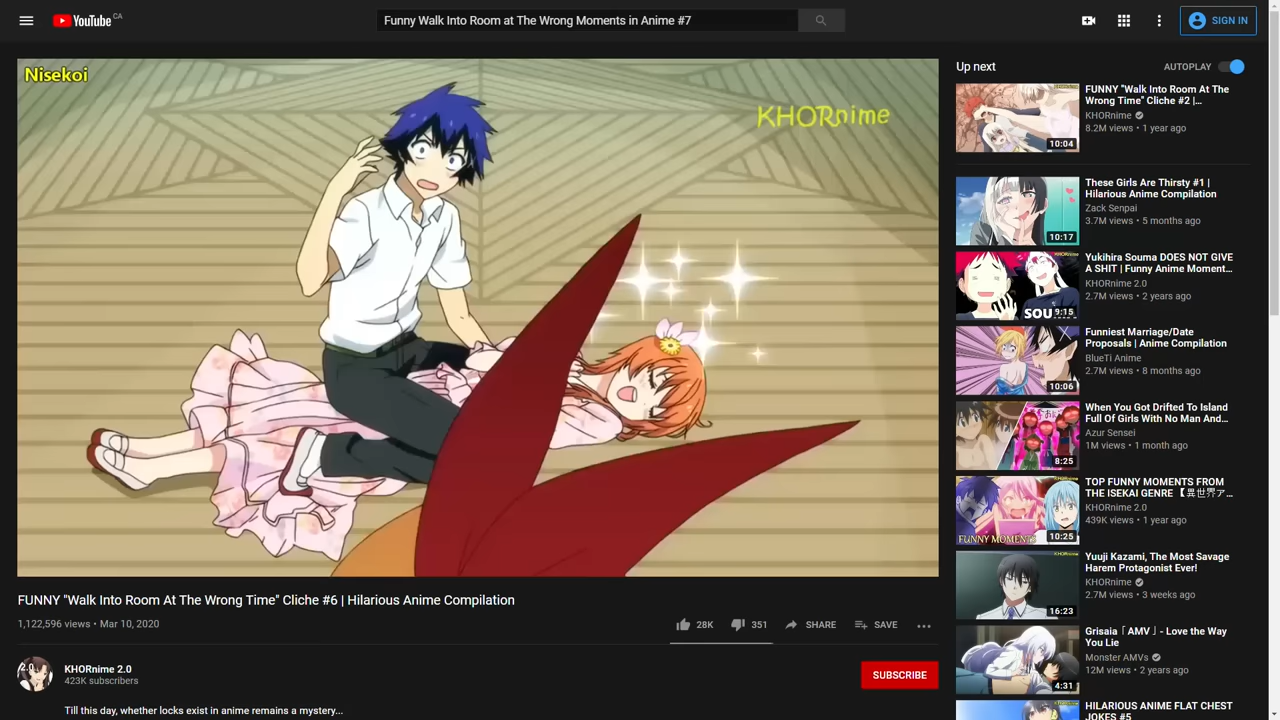 YouTube CA
Funny Walk Into Room at The Wrong Moments in Anime #7
SIGN IN
Nisekoi
KHORnime
FUNNY "Walk Into Room At The Wrong Time" Cliche #6 | Hilarious Anime Compilation
1,122,596 views • Mar 10, 2020
28K
351
SHARE
SAVE
2.0
KHORnime 2.0
423K subscribers
SUBSCRIBE
Till this day, whether locks exist in anime remains a mystery...
Up next
AUTOPLAY
10:04
FUNNY "Walk Into Room At The
Wrong Time" Cliche #2 |...
KHORnime
8.2M views • 1 year ago
10:17
These Girls Are Thirsty #1 |
Hilarious Anime Compilation
Zack Senpai
3.7M views • 5 months ago
SOU
9:15
Yukihira Souma DOES NOT GIVE
A SHIT | Funny Anime Moment...
KHORnime 2.0
2.7M views • 2 years ago
10:06
Funniest Marriage/Date
Proposals | Anime Compilation
BlueTi Anime
2.7M views • 8 months ago
8:25
When You Got Drifted To Island
Full Of Girls With No Man And...
Azur Sensei
1M views • 1 month ago
FUNNY MOMENTS
10:25
TOP FUNNY MOMENTS FROM
THE ISEKAI GENRE 【異世界ア...
KHORnime 2.0
439K views • 1 year ago
16:23
Yuuji Kazami, The Most Savage
Harem Protagonist Ever!
KHORnime
2.7M views • 3 weeks ago
4:31
Grisaia「AMV」- Love the Way
You Lie
Monster AMVs
12M views • 2 years ago
HILARIOUS ANIME FLAT CHEST
JOKES #5